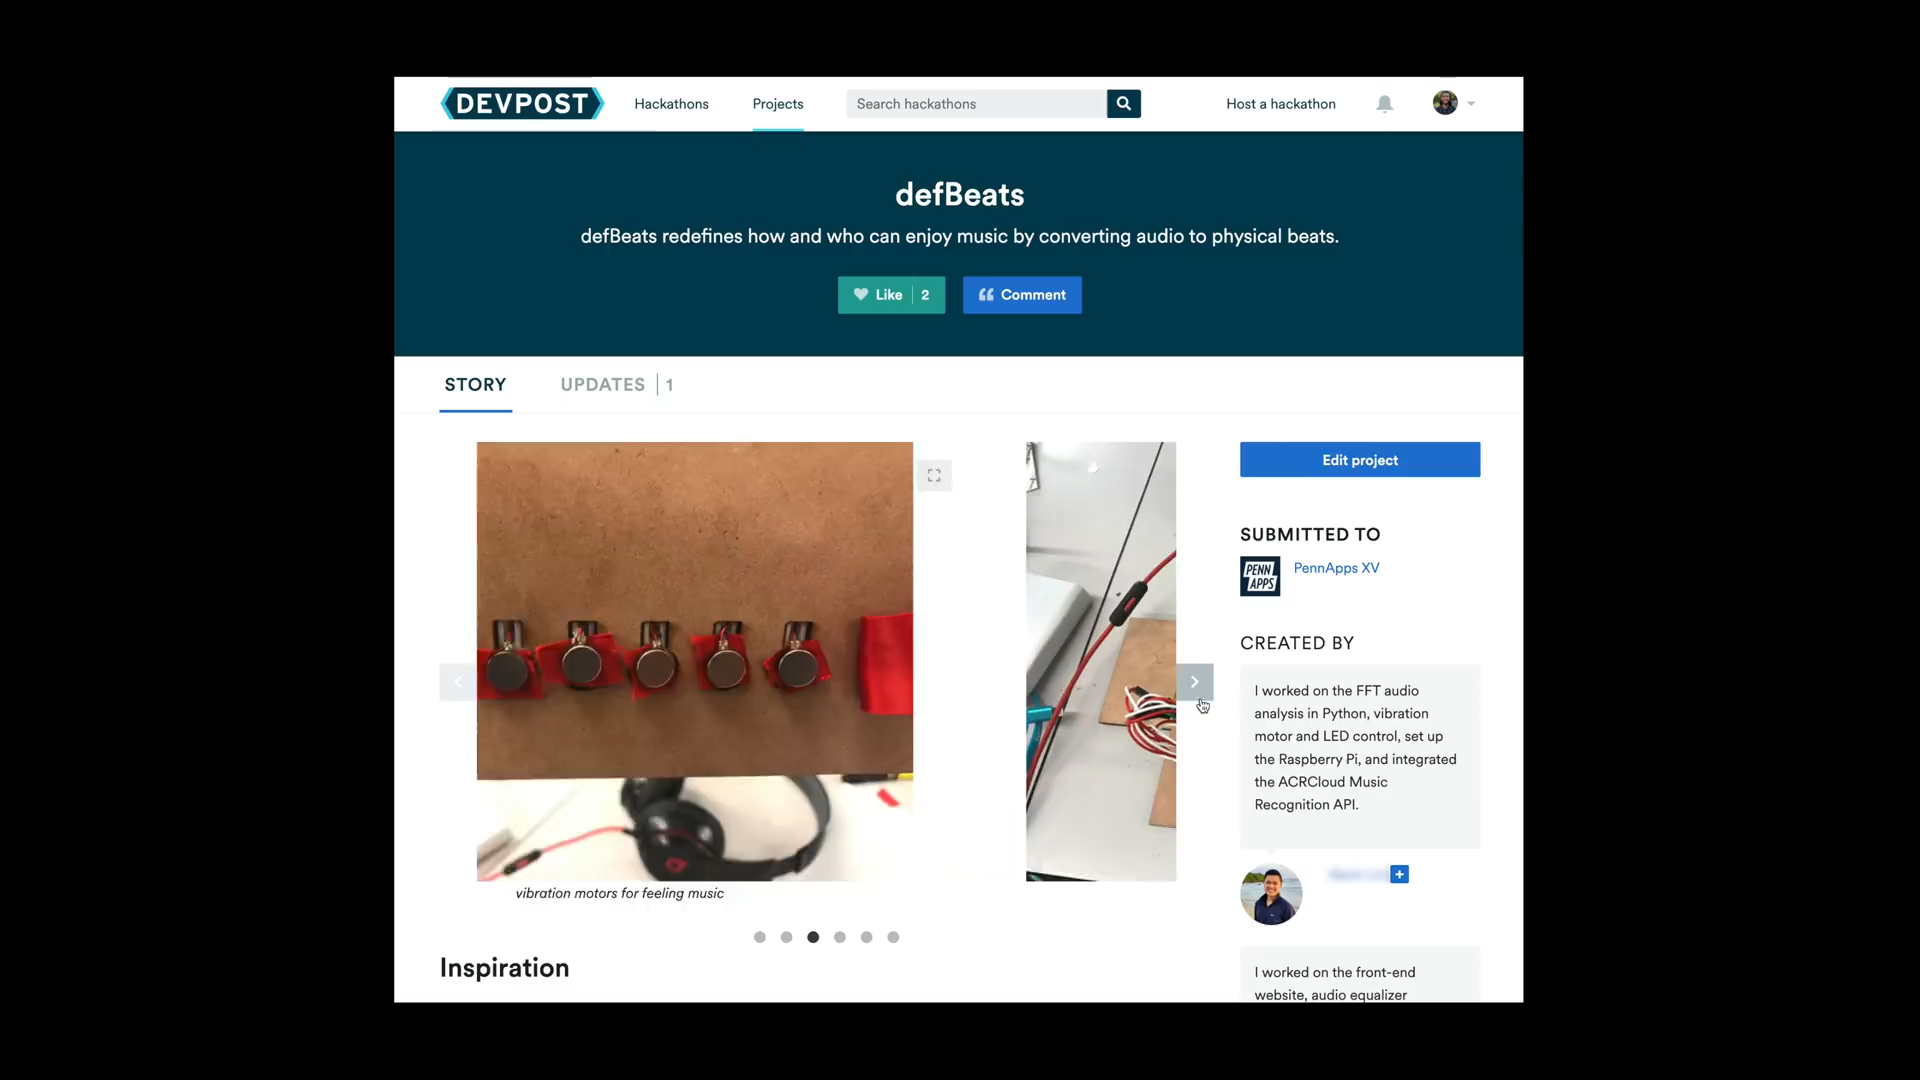 DEVPOST
Hackathons
Projects
Search hackathons
Host a hackathon
defBeats
defBeats redefines how and who can enjoy music by converting audio to physical beats.
Like 2
Comment
STORY
UPDATES 1
Edit project
SUBMITTED TO
PENN APPS
PennApps XV
CREATED BY
I worked on the FFT audio
analysis in Python, vibration
motor and LED control, set up
the Raspberry Pi, and integrated
the ACRCloud Music
Recognition API.
vibration motors for feeling music
Inspiration
I worked on the front-end
website, audio equalizer